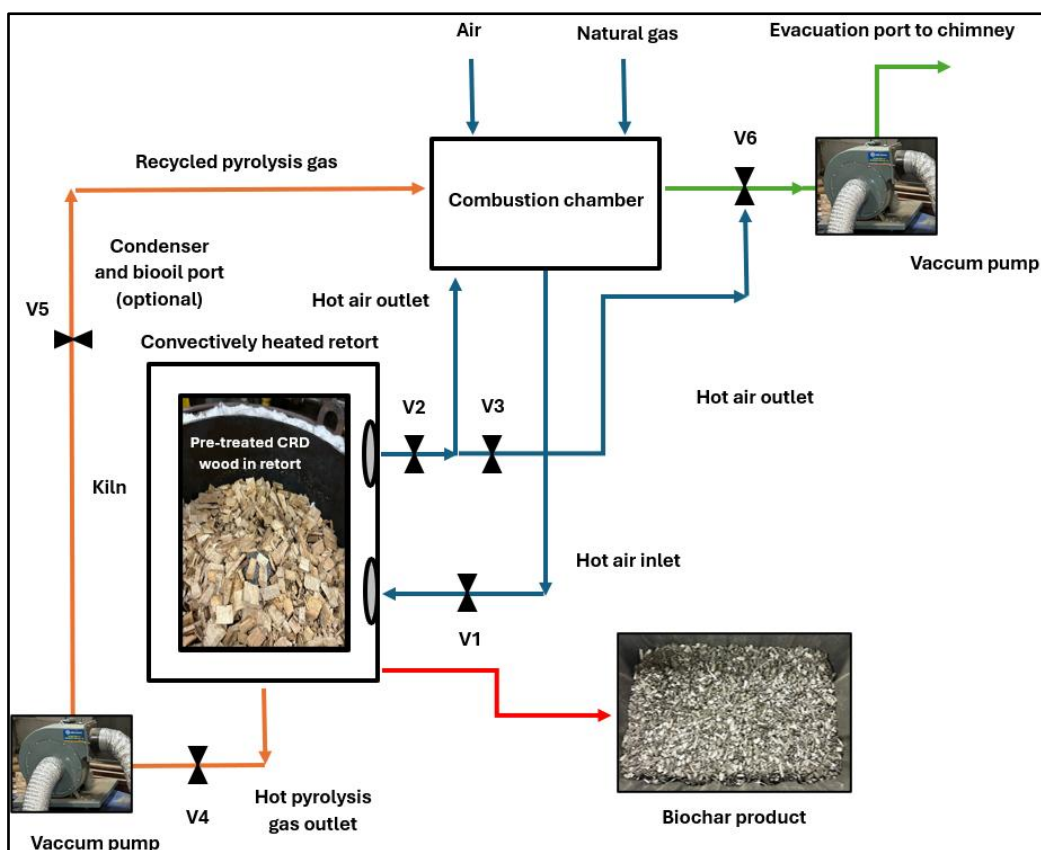 Air
Natural gas
Evacuation port to chimney
V6
Recycled pyrolysis gas
Combustion chamber
Vaccum pump
Condenser
and biooil port
(optional)
Hot air outlet
V5
Convectively heated retort
V2
V3
Hot air outlet
Pre-treated CRD
wood in retort
Kiln
Hot air inlet
V1
V4
Hot pyrolysis
gas outlet
Biochar product
Vaccum pump